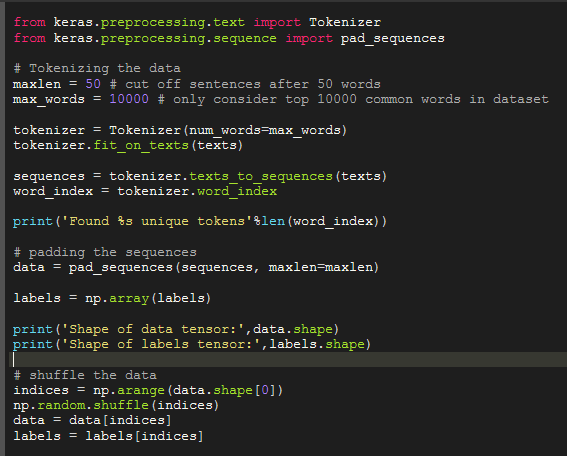 from keras.preprocessing.text import Tokenizer
from keras.preprocessing.sequence import pad_sequences
# Tokenizing the data
maxlen = 50 # cut off sentences after 50 words
max_words = 10000 # only consider top 10000 common words in dataset
tokenizer = Tokenizer(num_words=max_words)
tokenizer.fit_on_texts(texts)
sequences = tokenizer.texts_to_sequences(texts)
word_index = tokenizer.word_index
print('Found %s unique tokens'%len(word_index))
# padding the sequences
data = pad_sequences(sequences, maxlen=maxlen)
labels = np.array(labels)
print('Shape of data tensor:',data.shape)
print('Shape of labels tensor:',labels.shape)
# shuffle the data
indices = np.arange(data.shape[0])
np.random.shuffle(indices)
data = data[indices]
labels = labels[indices]